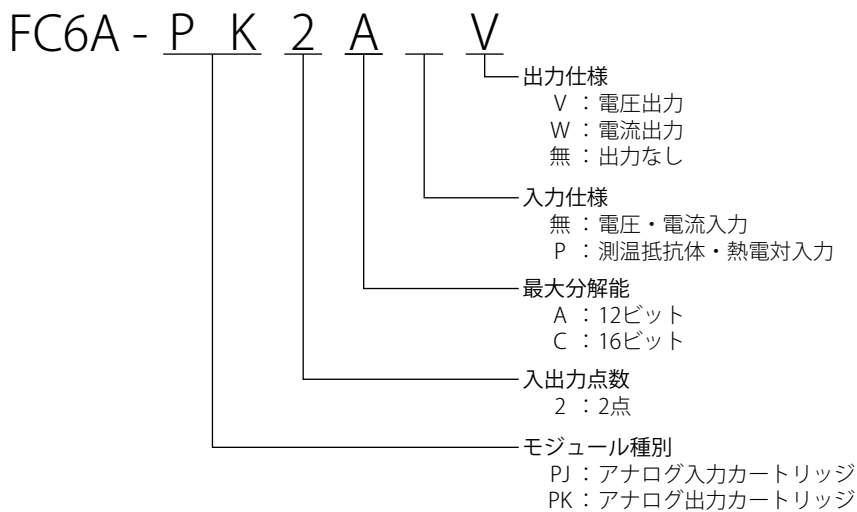 FC6A - P K 2 A _ V
出力仕様
V ：電圧出力
W ：電流出力
無 ：出力なし
入力仕様
無 ：電圧・電流入力
P ：測温抵抗体・熱電対入力
最大分解能
A ：12ビット
C ：16ビット
入出力点数
2 ：2点
モジュール種別
PJ ：アナログ入力カートリッジ
PK ：アナログ出力カートリッジ